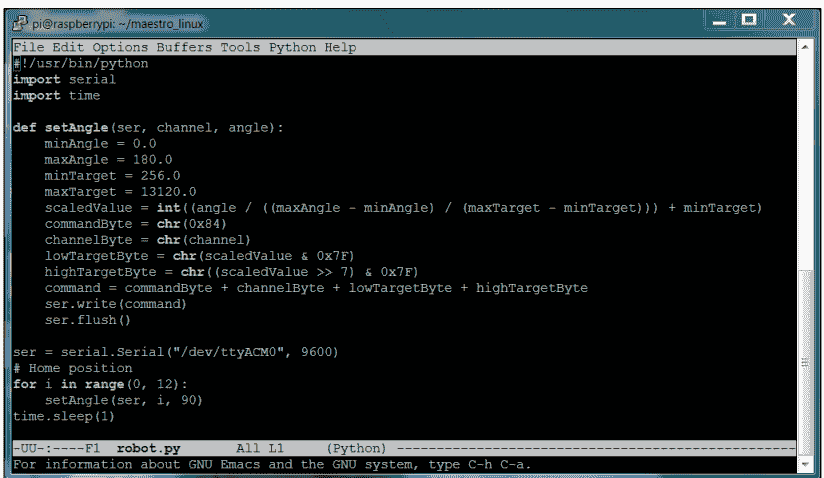 pi@raspberrypi: ~/maestro_linux
File Edit Options Buffers Tools Python Help
#!/usr/bin/python
import serial
import time

def setAngle(ser, channel, angle):
    minAngle = 0.0
    maxAngle = 180.0
    minTarget = 256.0
    maxTarget = 13120.0
    scaledValue = int((angle / ((maxAngle - minAngle) / (maxTarget - minTarget))) + minTarget)
    commandByte = chr(0x84)
    channelByte = chr(channel)
    lowTargetByte = chr(scaledValue & 0x7F)
    highTargetByte = chr((scaledValue >> 7) & 0x7F)
    command = commandByte + channelByte + lowTargetByte + highTargetByte
    ser.write(command)
    ser.flush()

ser = serial.Serial("/dev/ttyACM0", 9600)
# Home position
for i in range(0, 12):
    setAngle(ser, i, 90)
time.sleep(1)

-UU-:----F1  robot.py       All L1     (Python) --------------------------------------------------
For information about GNU Emacs and the GNU system, type C-h C-a.